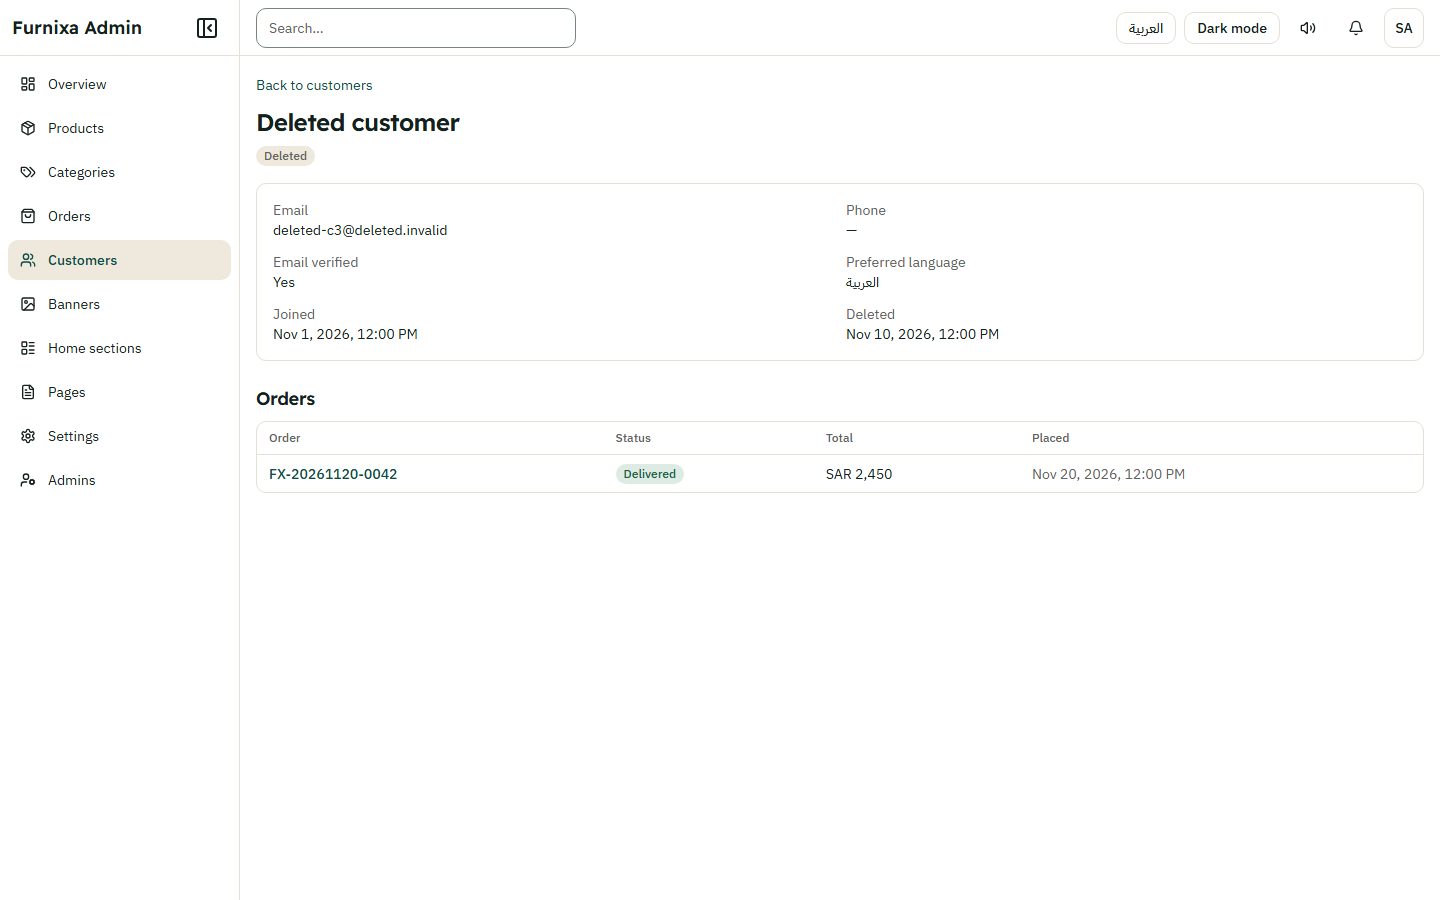 Furnixa Admin
Search...
العربية
Dark mode
SA
Overview
Products
Categories
Orders
Customers
Banners
Home sections
Pages
Settings
Admins
Back to customers
Deleted customer
Deleted
Email
deleted-c3@deleted.invalid
Phone
—
Email verified
Yes
Preferred language
العربية
Joined
Nov 1, 2026, 12:00 PM
Deleted
Nov 10, 2026, 12:00 PM
Orders
Order Status Total Placed
FX-20261120-0042 Delivered SAR 2,450 Nov 20, 2026, 12:00 PM